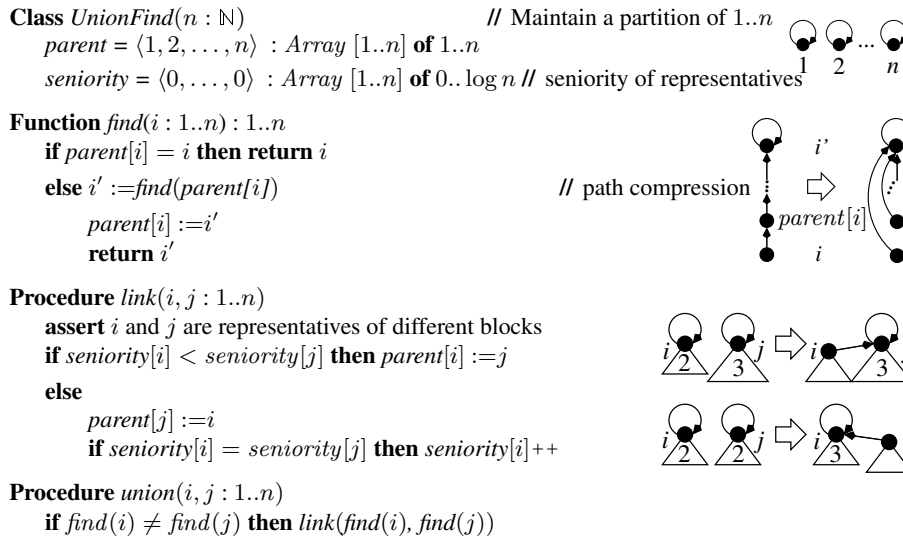 Class UnionFind(n : ℕ) // Maintain a partition of 1..n
parent = ⟨1, 2, . . . , n⟩ : Array [1..n] of 1..n
1 2 ... n
seniority = ⟨0, . . . , 0⟩ : Array [1..n] of 0.. log n // seniority of representatives
Function find(i : 1..n) : 1..n
if parent[i] = i then return i i’
else i′ :=find(parent[i]) // path compression
parent[i] :=i′ parent[i]
return i′ i
Procedure link(i, j : 1..n)
assert i and j are representatives of different blocks
if seniority[i] < seniority[j] then parent[i] :=j i 2 3 j i 3
else
parent[j] :=i
if seniority[i] = seniority[j] then seniority[i]++ i 2 2 j i 3
Procedure union(i, j : 1..n)
if find(i) ≠ find(j) then link(find(i), find(j))